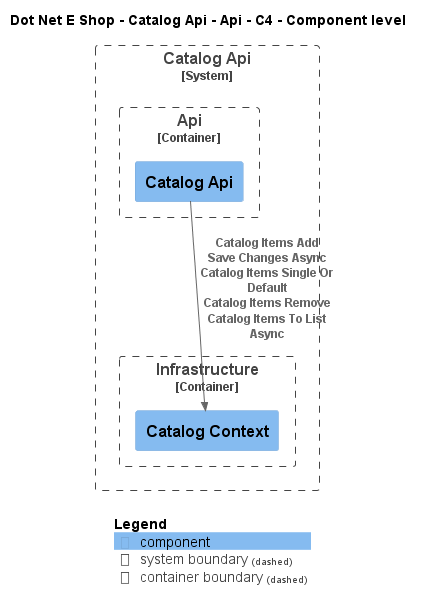 Dot Net E Shop - Catalog Api - Api - C4 - Component level
Catalog Api
[System]
Api
[Container]
Catalog Api
Catalog Items Add
Save Changes Async
Catalog Items Single Or
Default
Catalog Items Remove
Catalog Items To List
Async
Infrastructure
[Container]
Catalog Context
Legend
component
system boundary (dashed)
container boundary (dashed)